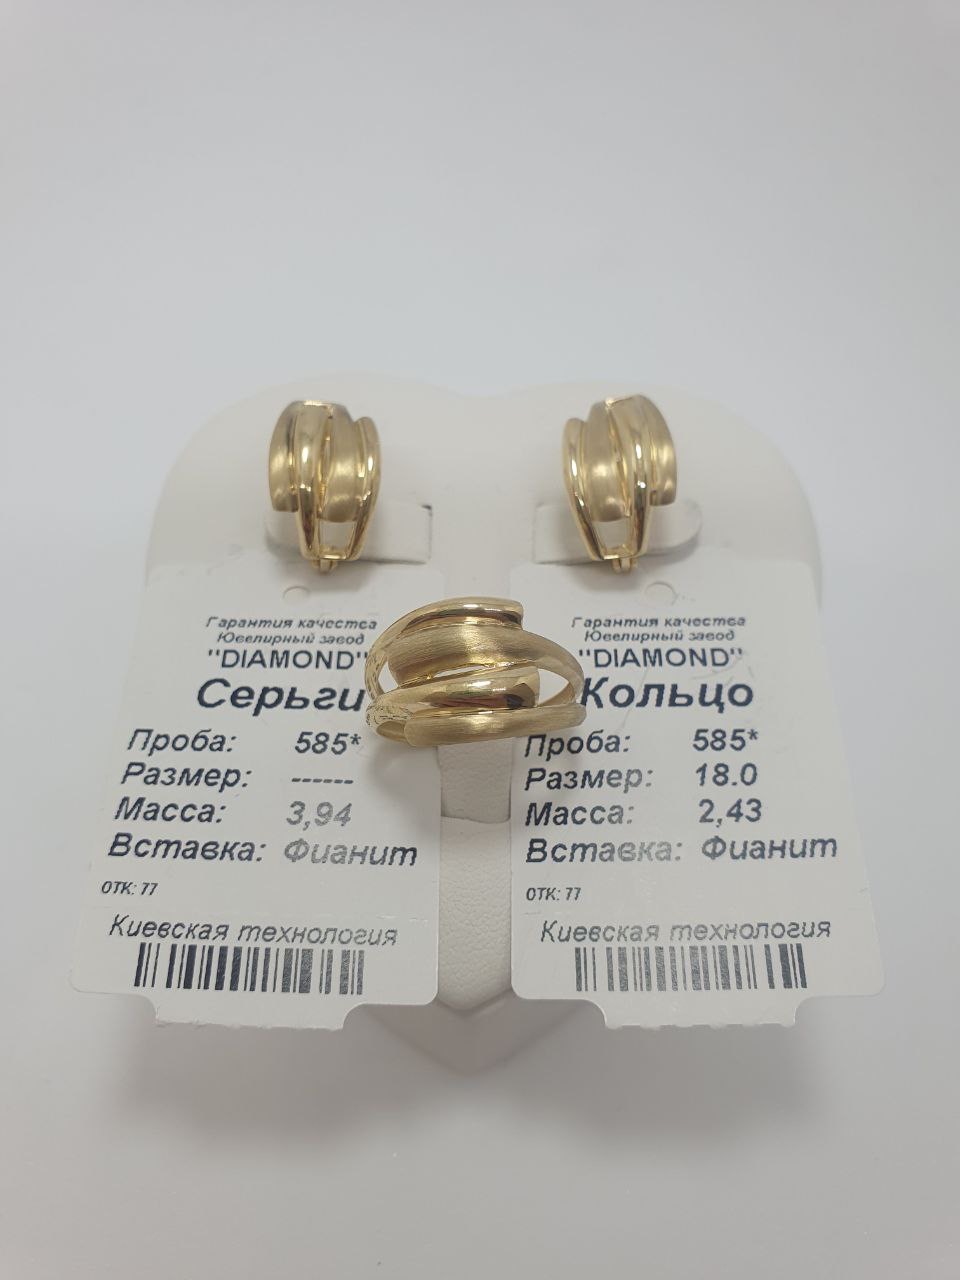 Гарантия качества
Ювелирный завод
"DIAMOND"
Серьги
Проба: 585*
Размер: ------
Масса: 3,94
Вставка: Фианит
ОТК: 77
Киевская технология
Гарантия качества
Ювелирный завод
"DIAMOND"
Кольцо
Проба: 585*
Размер: 18.0
Масса: 2,43
Вставка: Фианит
ОТК: 77
Киевская технология